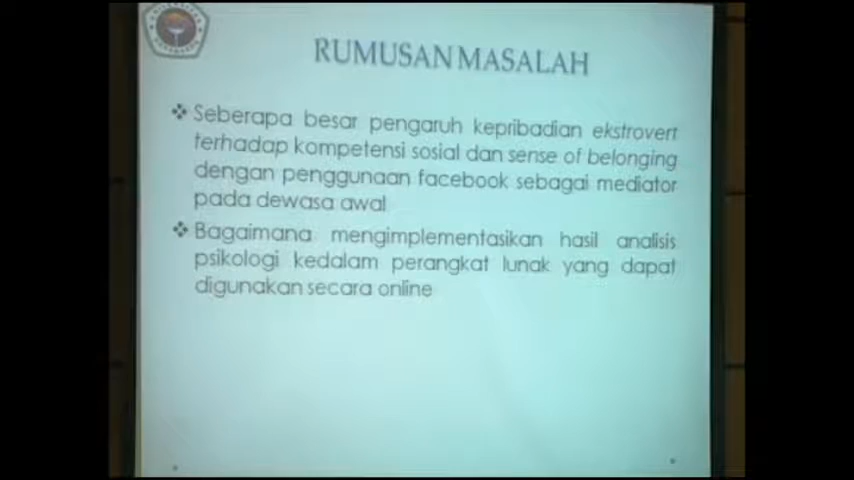 RUMUSAN MASALAH
Seberapa besar pengaruh kepribadian ekstrovert
terhadap kompetensi sosial dan sense of belonging
dengan penggunaan facebook sebagai mediator
pada dewasa awal
Bagaimana mengimplementasikan hasil analisis
psikologi kedalam perangkat lunak yang dapat
digunakan secara online